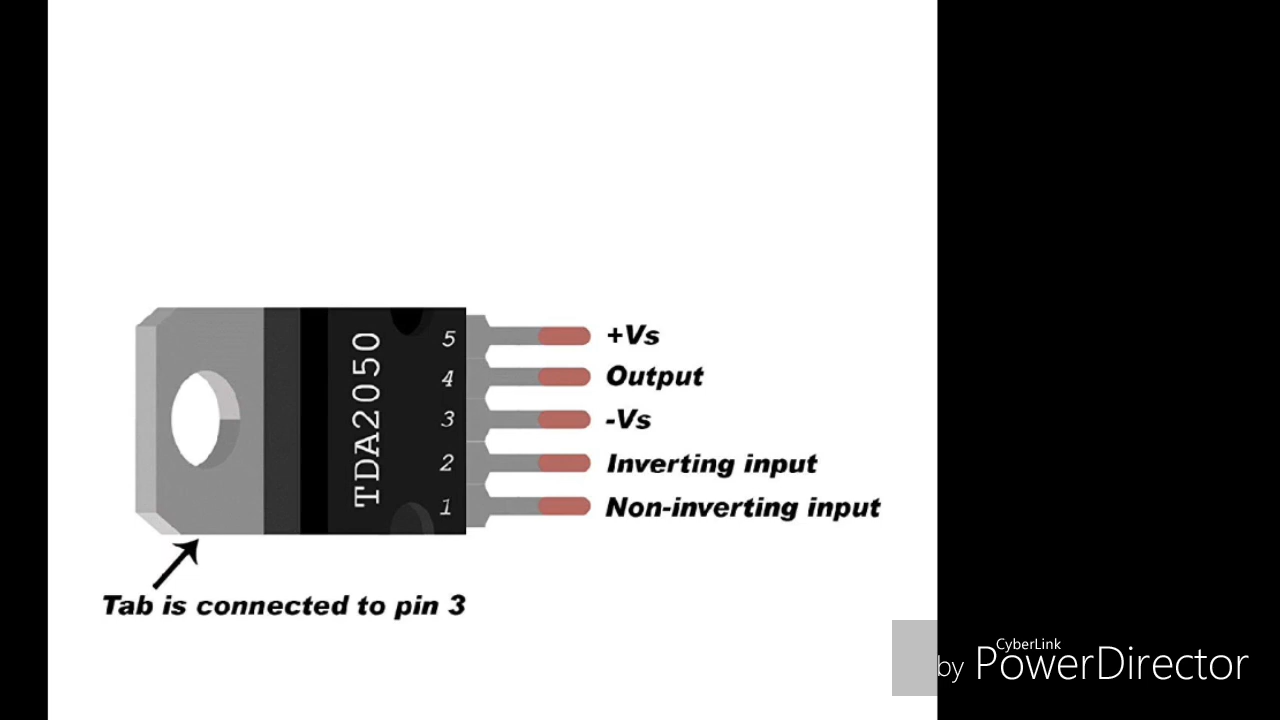 TDA2050
5 +Vs
4 Output
3 -Vs
2 Inverting input
1 Non-inverting input
Tab is connected to pin 3
CyberLink
by PowerDirector